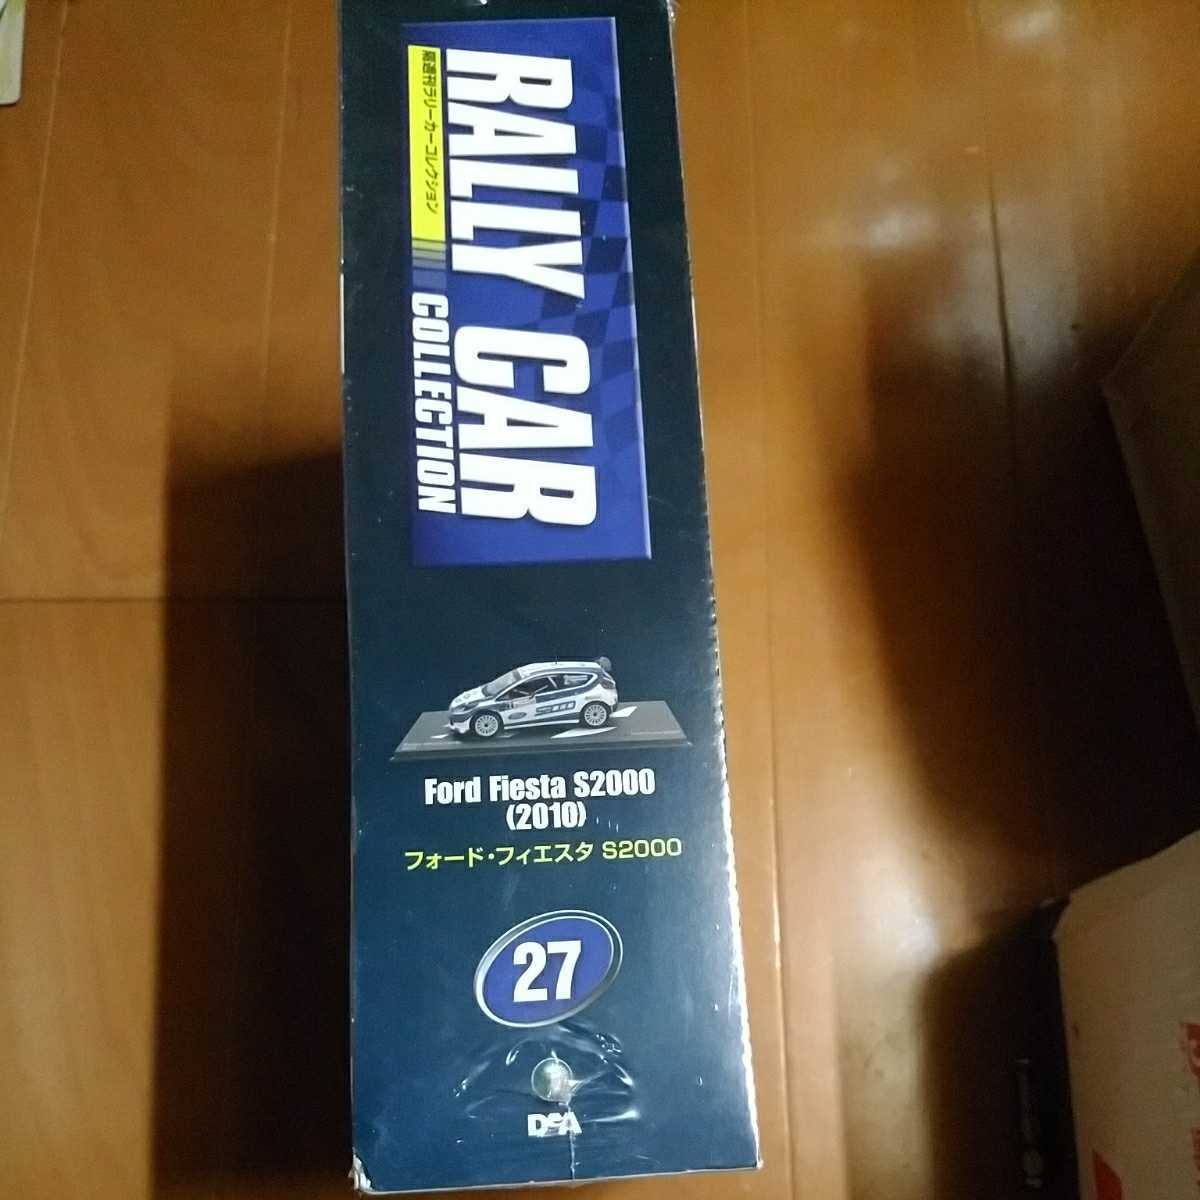 RALLY CAR
COLLECTION
隔週刊ラリーカーコレクション
Ford Fiesta S2000
(2010)
フォード・フィエスタ S2000
27
DeA